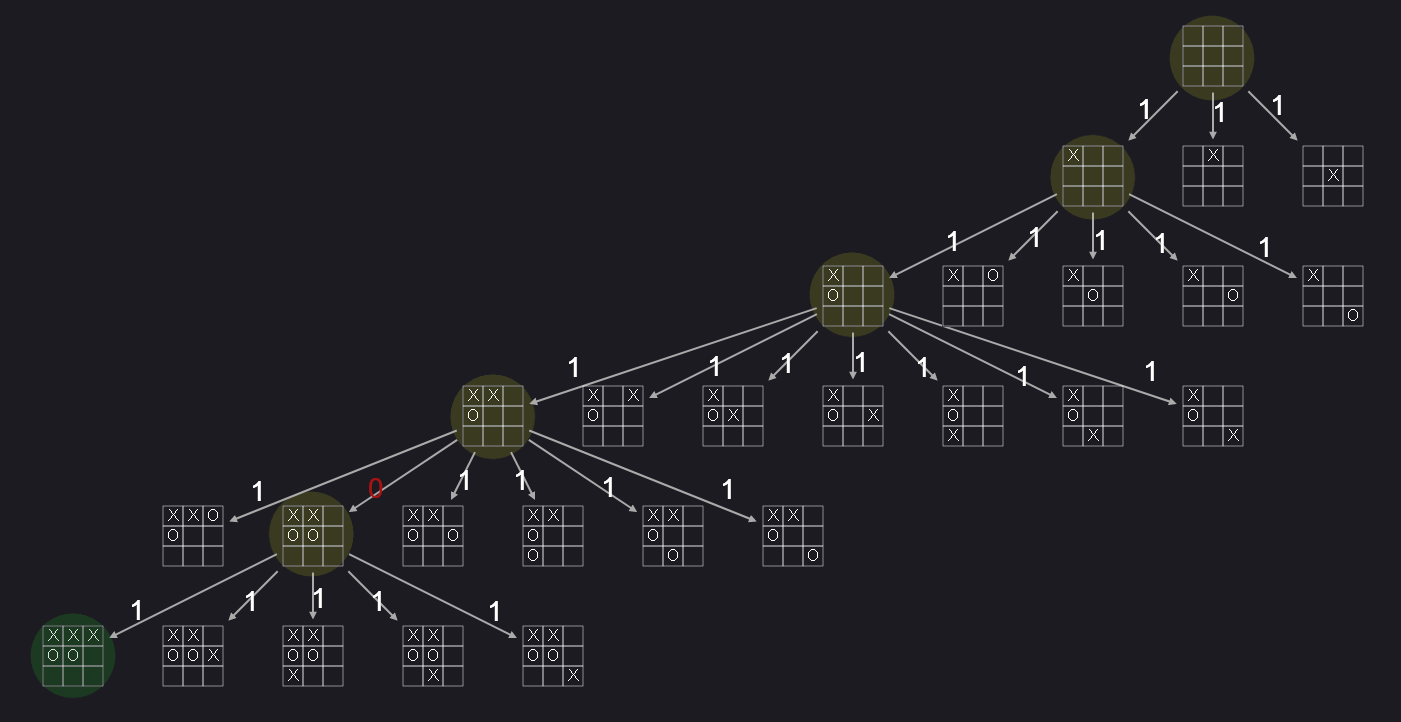 1 1 1
X X X
1 1 1 1 1
X X O X X X
O O O O
1 1 1 1 1 1 1
X X X X X X X X X
O O O X O X O O O
X X X
1 0 1 1 1 1
X X O X X X X X X X X X X
O O O O O O O O
O O O
1 1 1 1 1
X X X X X X X X X X X
O O O O X O O O O O O
X X X